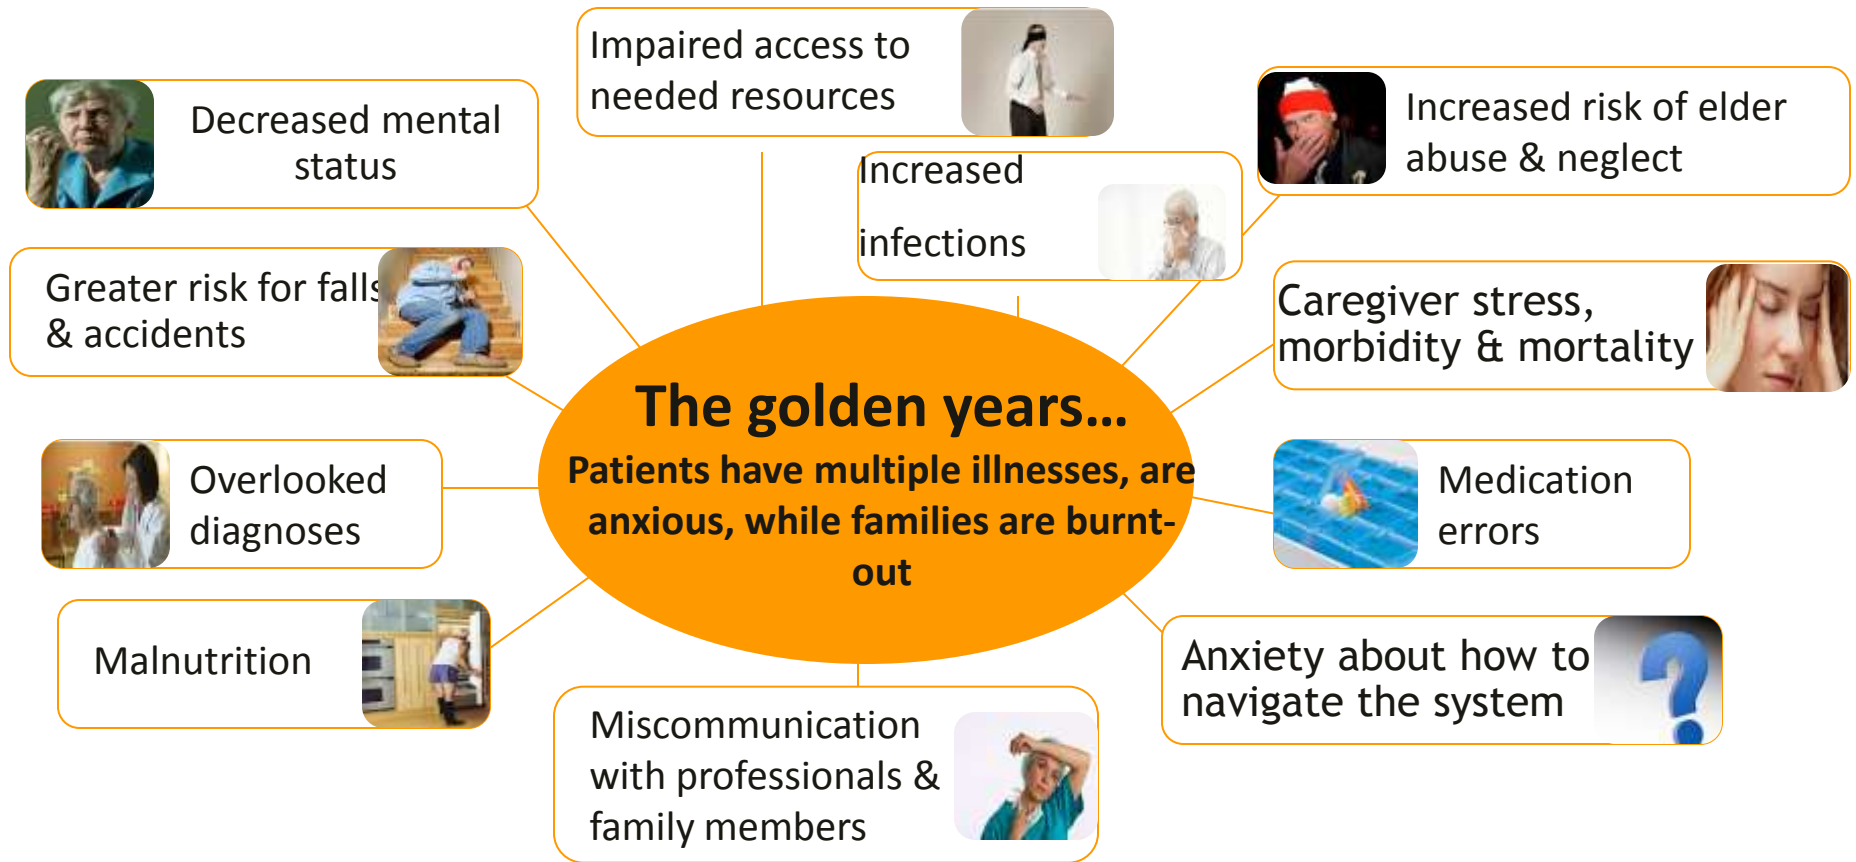 Impaired access to
needed resources
Decreased mental
status
Increased risk of elder
abuse & neglect
Increased
infections
Greater risk for falls
& accidents
Caregiver stress,
morbidity & mortality
The golden years…
Patients have multiple illnesses, are
anxious, while families are burnt-
out
Overlooked
diagnoses
Medication
errors
Malnutrition
Anxiety about how to
navigate the system
Miscommunication
with professionals &
family members